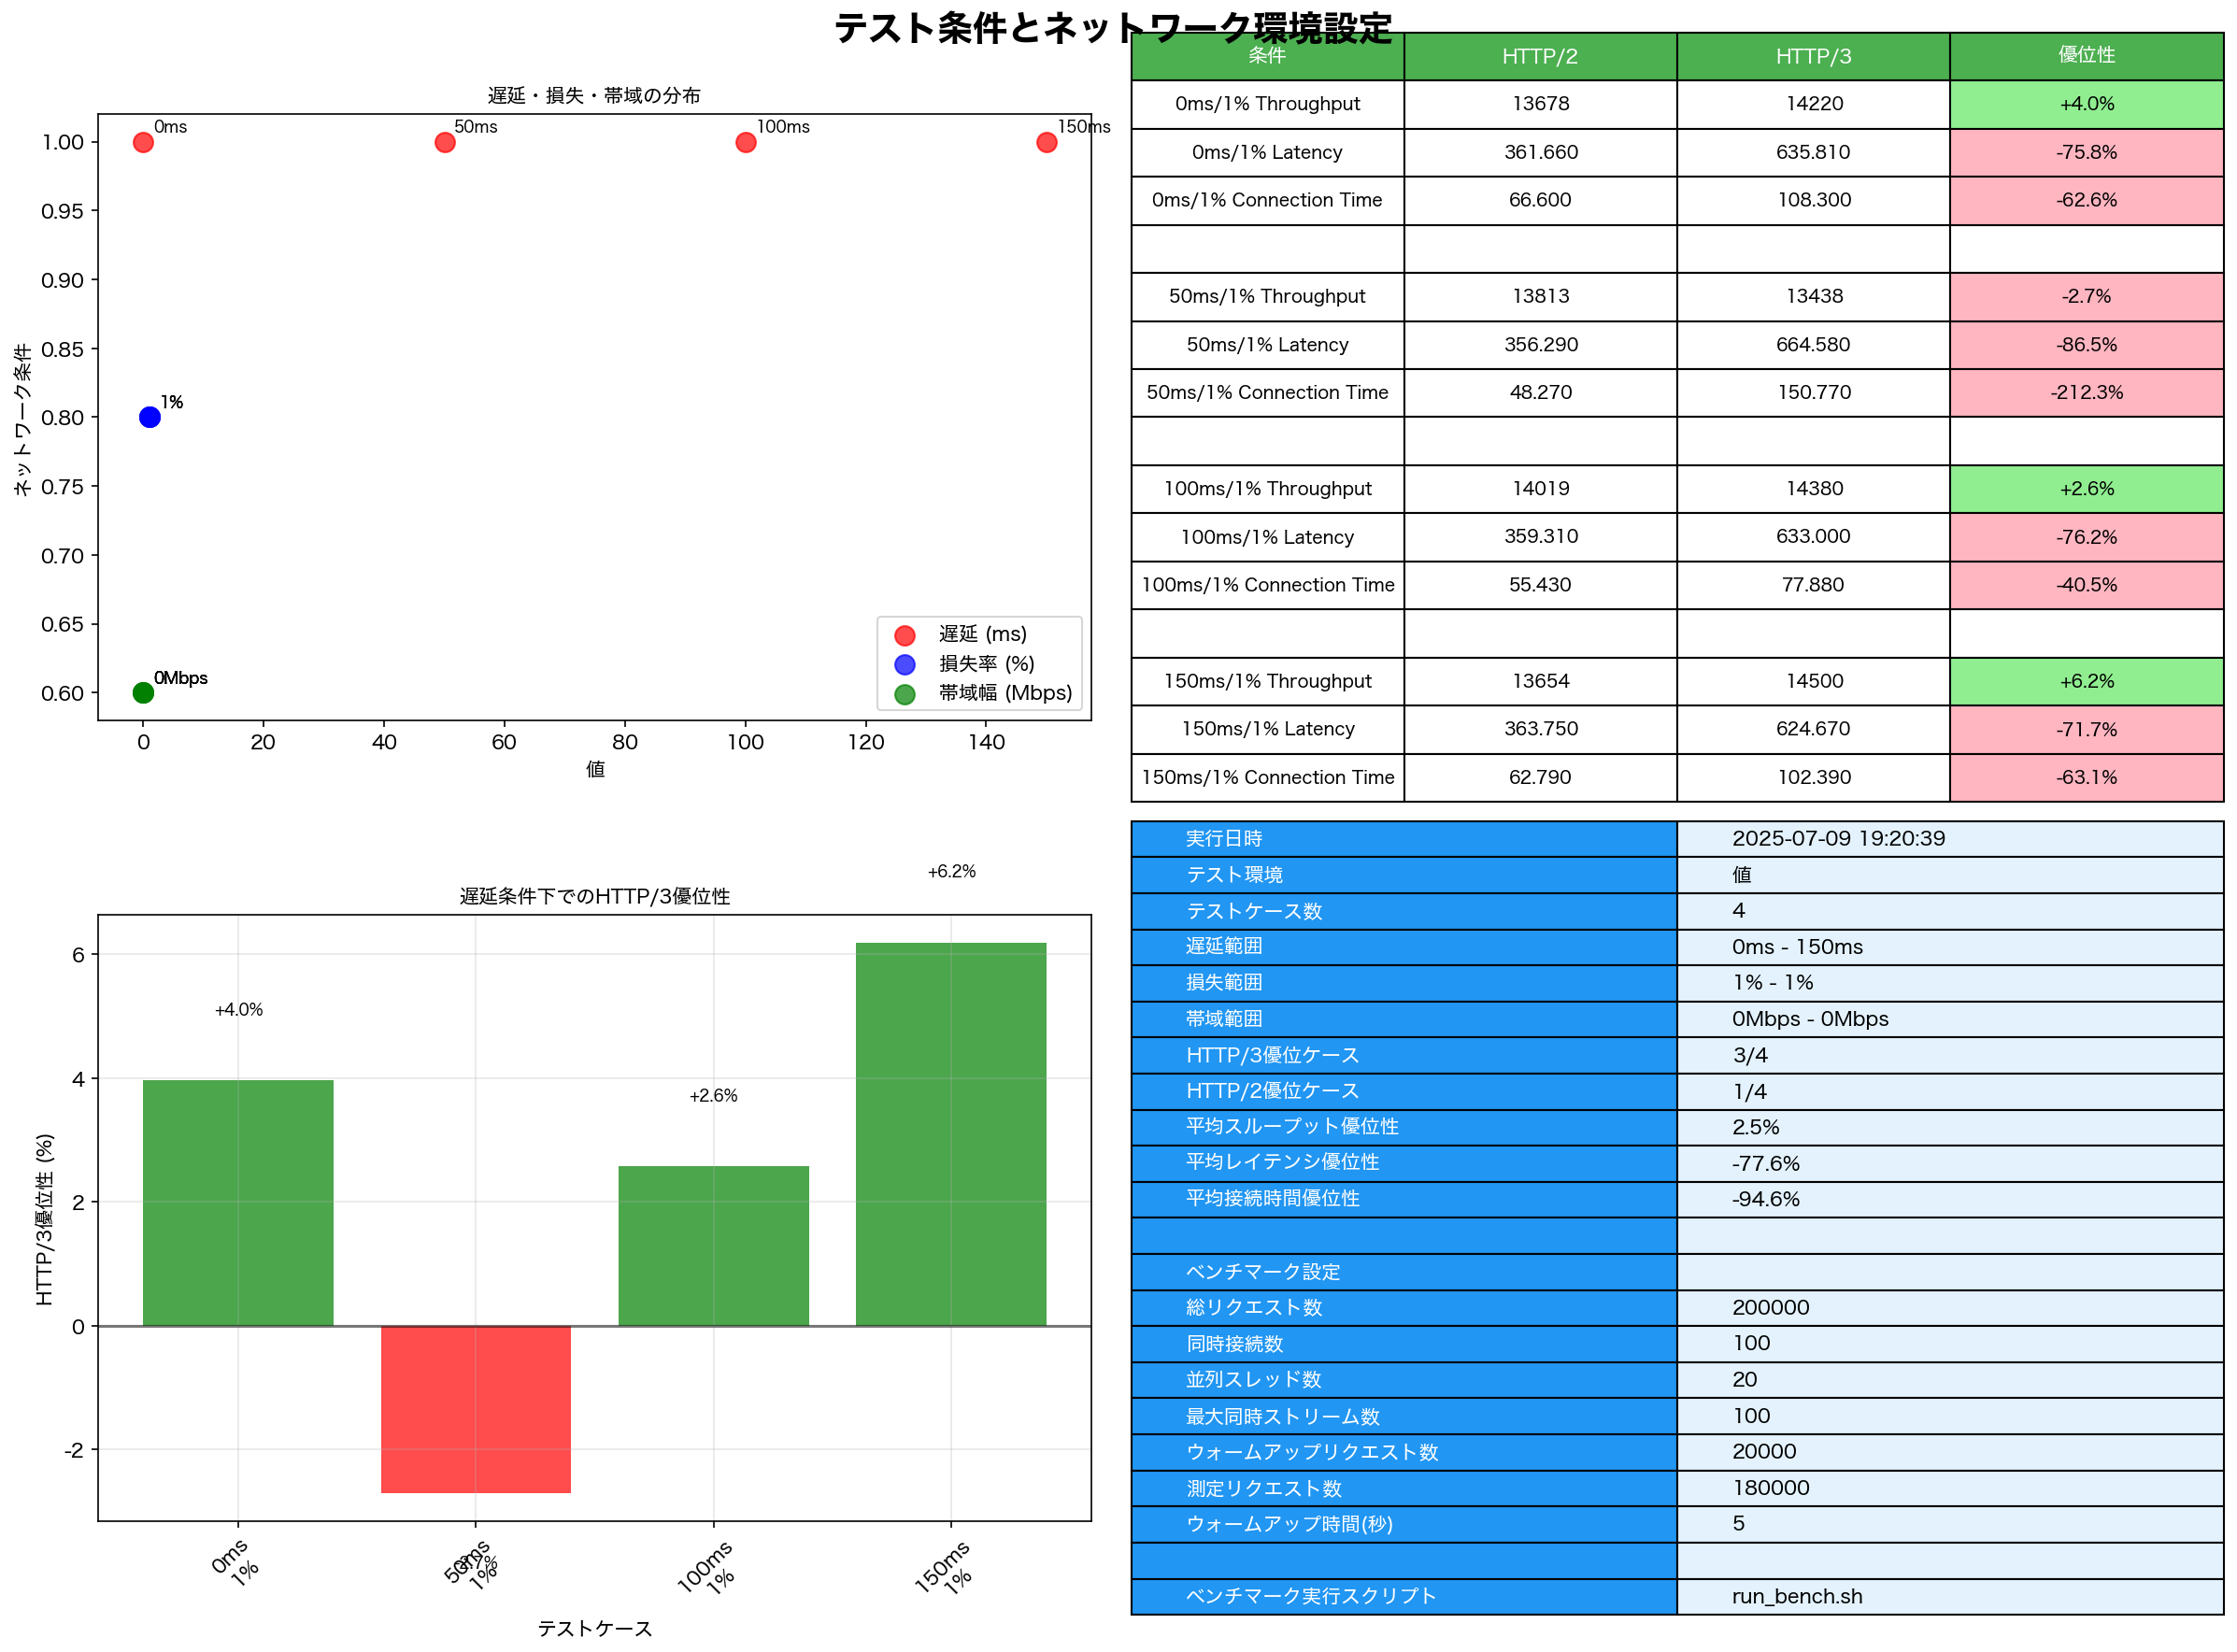 テスト条件とネットワーク環境設定
遅延・損失・帯域の分布
0ms 50ms 100ms 150ms
1.00
0.95
0.90
0.85
1%
0.80
0.75
0.70
0.65
0Mbps
0.60
ネットワーク条件
遅延 (ms)
損失率 (%)
帯域幅 (Mbps)
0 20 40 60 80 100 120 140
値
条件 HTTP/2 HTTP/3 優位性
0ms/1% Throughput 13678 14220 +4.0%
0ms/1% Latency 361.660 635.810 -75.8%
0ms/1% Connection Time 66.600 108.300 -62.6%
50ms/1% Throughput 13813 13438 -2.7%
50ms/1% Latency 356.290 664.580 -86.5%
50ms/1% Connection Time 48.270 150.770 -212.3%
100ms/1% Throughput 14019 14380 +2.6%
100ms/1% Latency 359.310 633.000 -76.2%
100ms/1% Connection Time 55.430 77.880 -40.5%
150ms/1% Throughput 13654 14500 +6.2%
150ms/1% Latency 363.750 624.670 -71.7%
150ms/1% Connection Time 62.790 102.390 -63.1%
遅延条件下でのHTTP/3優位性
+6.2%
+4.0%
+2.6%
-2.7%
6
4
2
0
-2
HTTP/3優位性 (%)
0ms
1%
50ms
1%
100ms
1%
150ms
1%
テストケース
実行日時 2025-07-09 19:20:39
テスト環境 値
テストケース数 4
遅延範囲 0ms - 150ms
損失範囲 1% - 1%
帯域範囲 0Mbps - 0Mbps
HTTP/3優位ケース 3/4
HTTP/2優位ケース 1/4
平均スループット優位性 2.5%
平均レイテンシ優位性 -77.6%
平均接続時間優位性 -94.6%
ベンチマーク設定
総リクエスト数 200000
同時接続数 100
並列スレッド数 20
最大同時ストリーム数 100
ウォームアップリクエスト数 20000
測定リクエスト数 180000
ウォームアップ時間(秒) 5
ベンチマーク実行スクリプト run_bench.sh